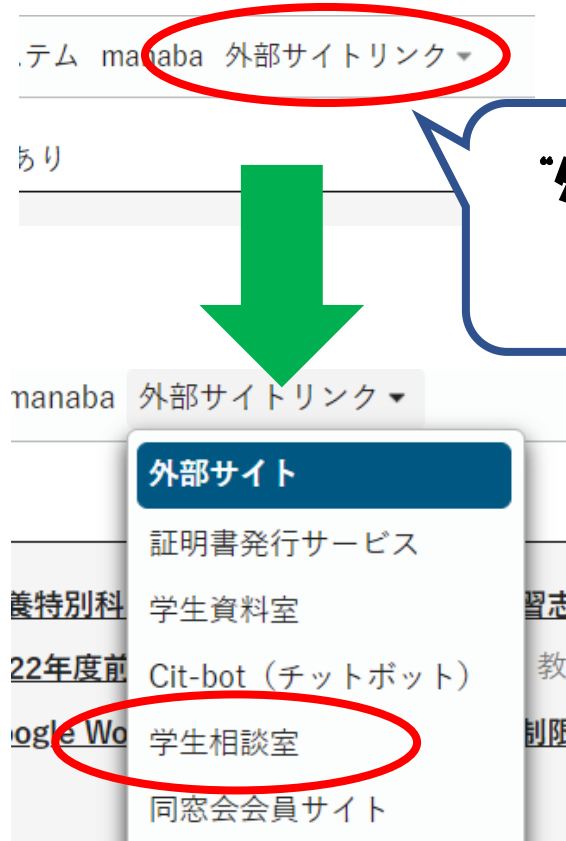 ステム manaba 外部サイトリンク
あり
manaba 外部サイトリンク
外部サイト
証明書発行サービス
養特別科
学生資料室
習志
22年度前
Cit-bot（チットボット）
教
oogle Wo
学生相談室
制限
同窓会会員サイト